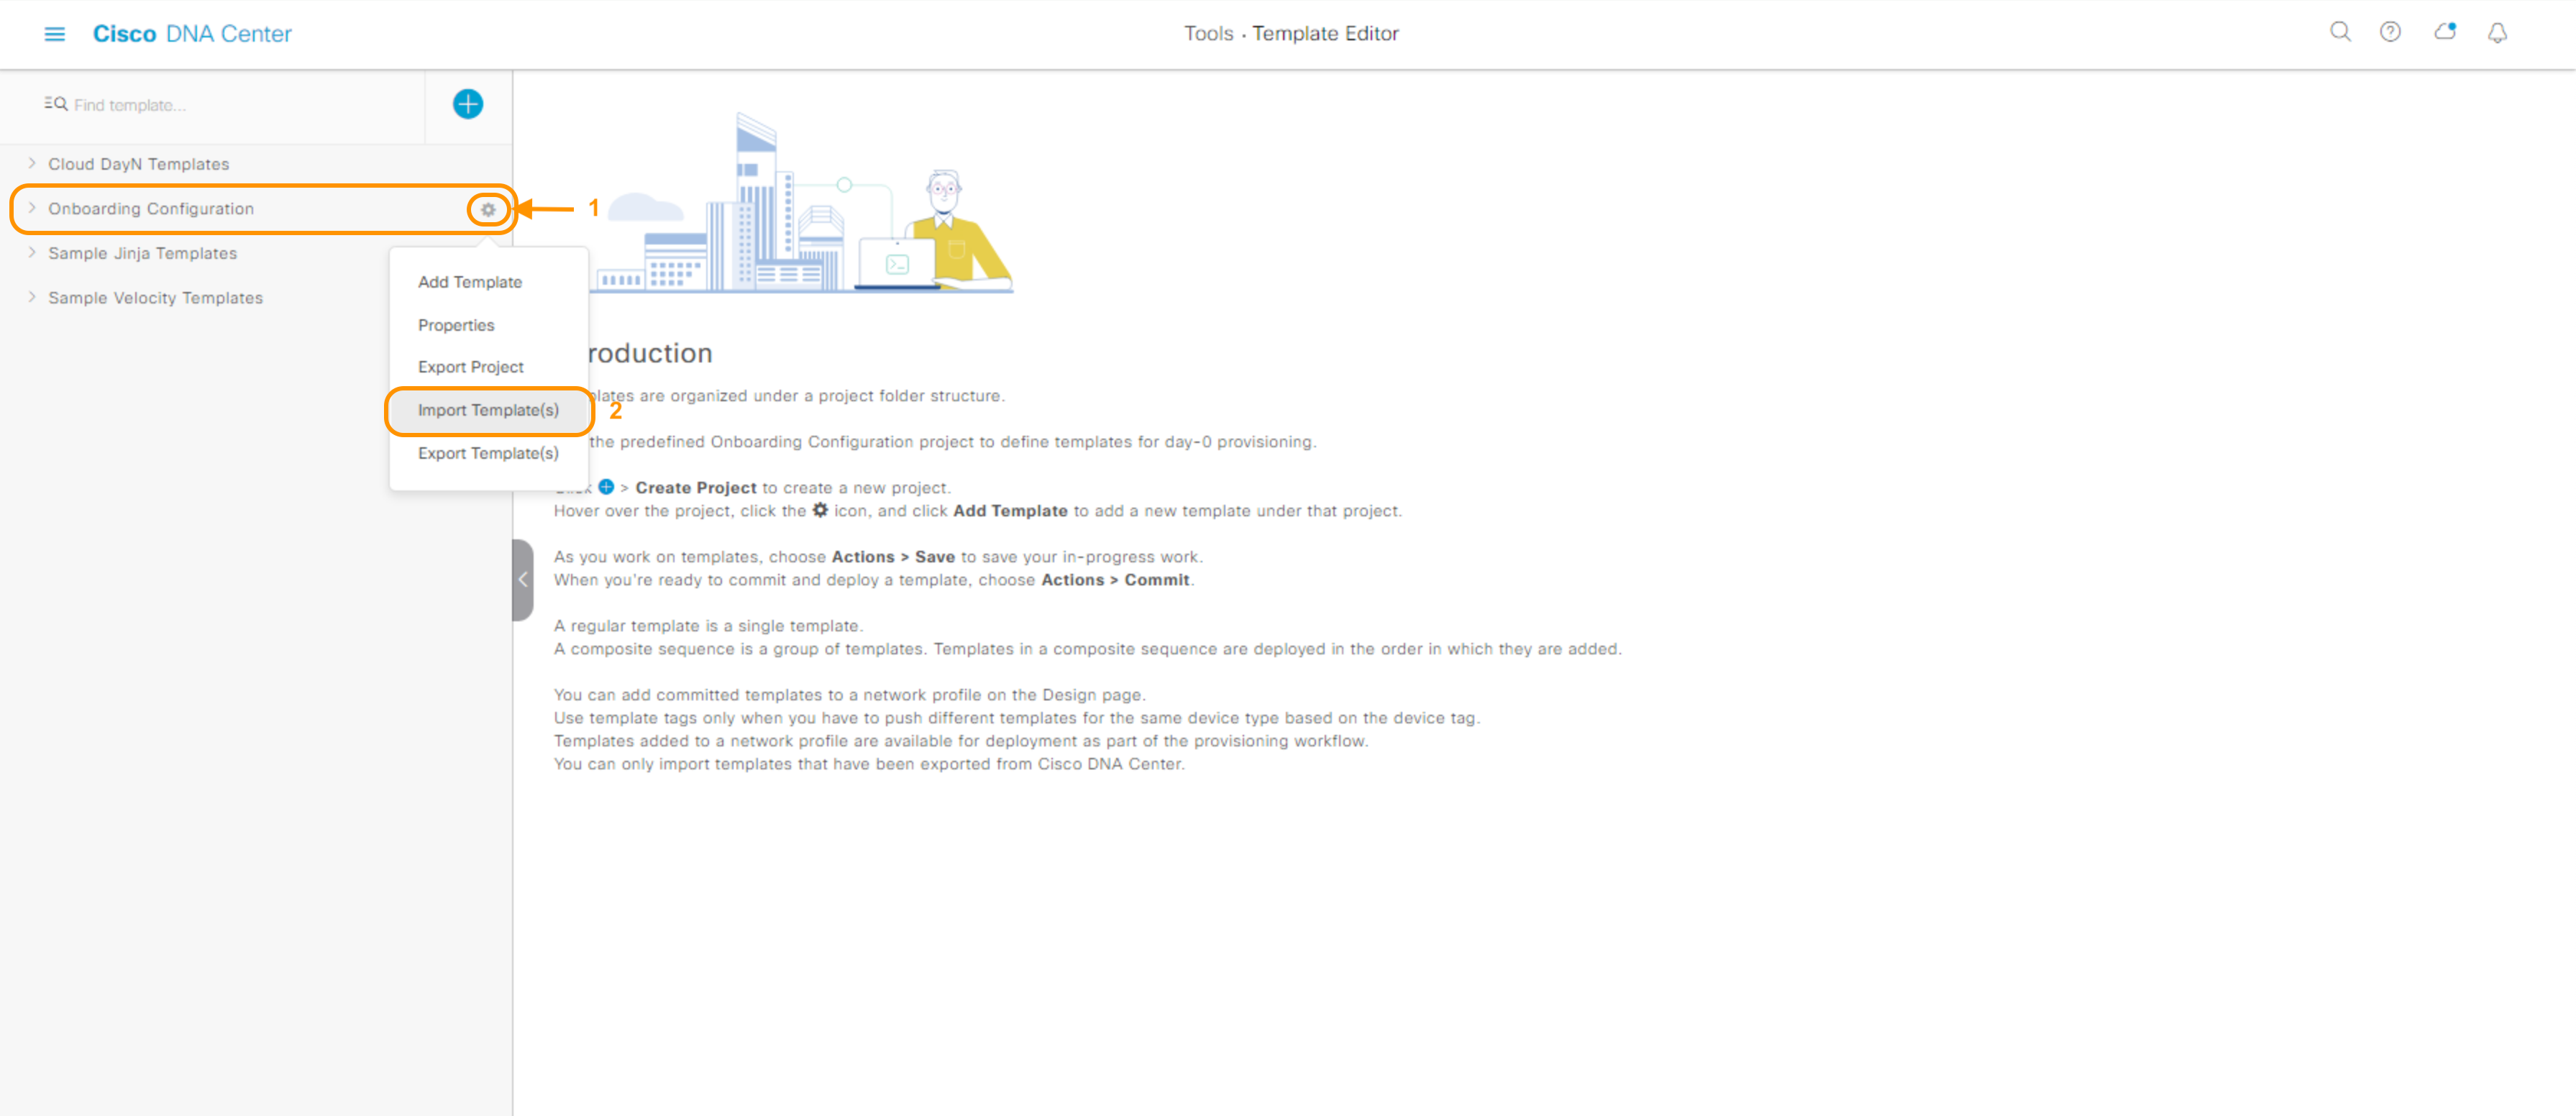 Cisco DNA Center
Tools · Template Editor
Find template...
Cloud DayN Templates
Onboarding Configuration
1
Sample Jinja Templates
Sample Velocity Templates
Add Template
Properties
Export Project
Import Template(s)
2
Export Template(s)
roduction
lates are organized under a project folder structure.
the predefined Onboarding Configuration project to define templates for day-0 provisioning.
> Create Project to create a new project.
Hover over the project, click the icon, and click Add Template to add a new template under that project.
As you work on templates, choose Actions > Save to save your in-progress work.
When you're ready to commit and deploy a template, choose Actions > Commit.
A regular template is a single template.
A composite sequence is a group of templates. Templates in a composite sequence are deployed in the order in which they are added.
You can add committed templates to a network profile on the Design page.
Use template tags only when you have to push different templates for the same device type based on the device tag.
Templates added to a network profile are available for deployment as part of the provisioning workflow.
You can only import templates that have been exported from Cisco DNA Center.